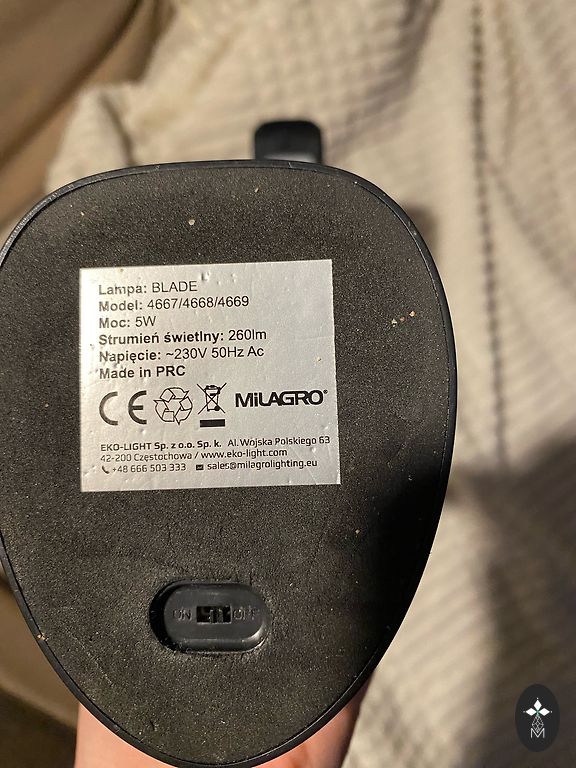 Lampa: BLADE
Model: 4667/4668/4669
Moc: 5W
Strumień świetlny: 260lm
Napięcie: ~230V 50Hz Ac
Made in PRC
CE MiLAGRO®
EKO-LIGHT Sp. z o.o. Sp. k. Al. Wojska Polskiego 63
42-200 Częstochowa / www.eko-light.com
+48 666 503 333 sales@milagrolighting.eu
ON OFF
M